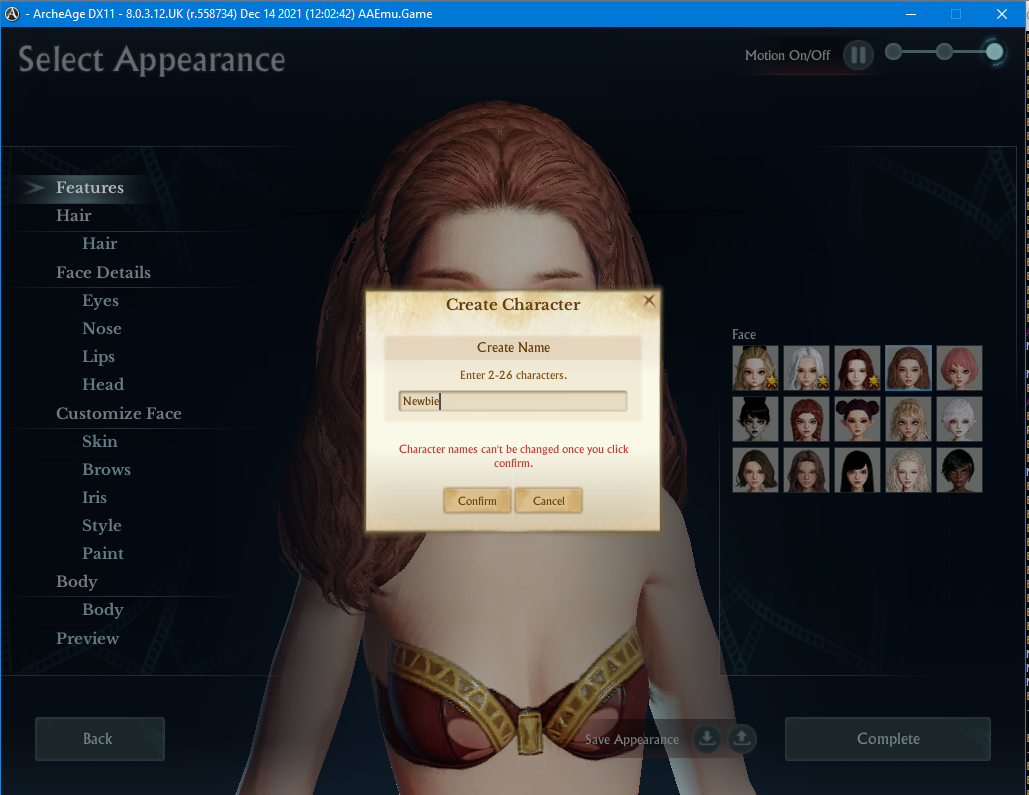 - ArcheAge DX11 - 8.0.3.12.UK (r.558734) Dec 14 2021 (12:02:42) AAEmu.Game
Select Appearance
Motion On/Off
Features
Hair
Hair
Face Details
Eyes
Nose
Lips
Head
Customize Face
Skin
Brows
Iris
Style
Paint
Body
Body
Preview
Create Character
Create Name
Enter 2-26 characters.
Newbie
Character names can't be changed once you click
confirm.
Confirm
Cancel
Face
Back
Save Appearance
Complete